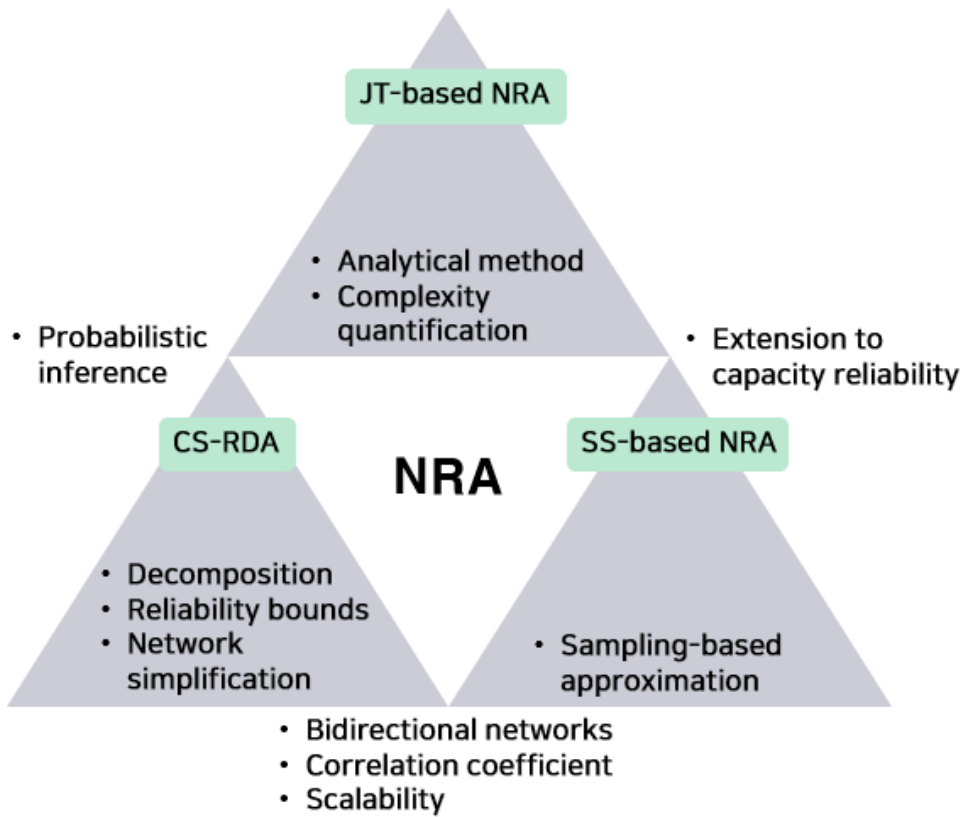 JT-based NRA
• Analytical method
• Complexity
quantification
• Probabilistic
inference
• Extension to
capacity reliability
CS-RDA
SS-based NRA
NRA
• Decomposition
• Reliability bounds
• Network
simplification
• Sampling-based
approximation
• Bidirectional networks
• Correlation coefficient
• Scalability